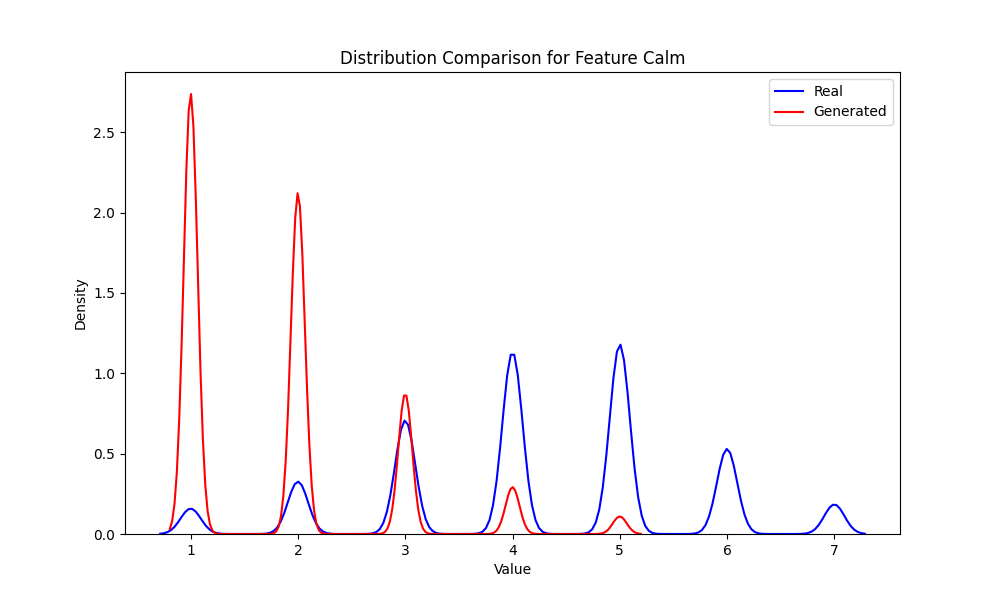 Distribution Comparison for Feature Calm
Real
Generated
2.5
2.0
1.5
1.0
0.5
0.0
Density
1 2 3 4 5 6 7
Value